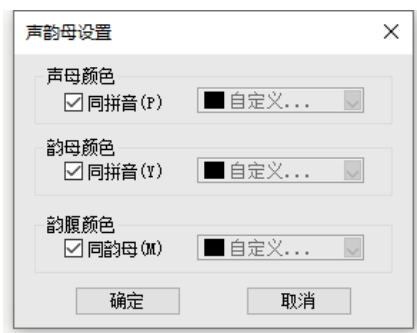 声韵母设置
声母颜色
同拼音(P) 自定义...
韵母颜色
同拼音(Y) 自定义...
韵腹颜色
同韵母(M) 自定义...
确定 取消